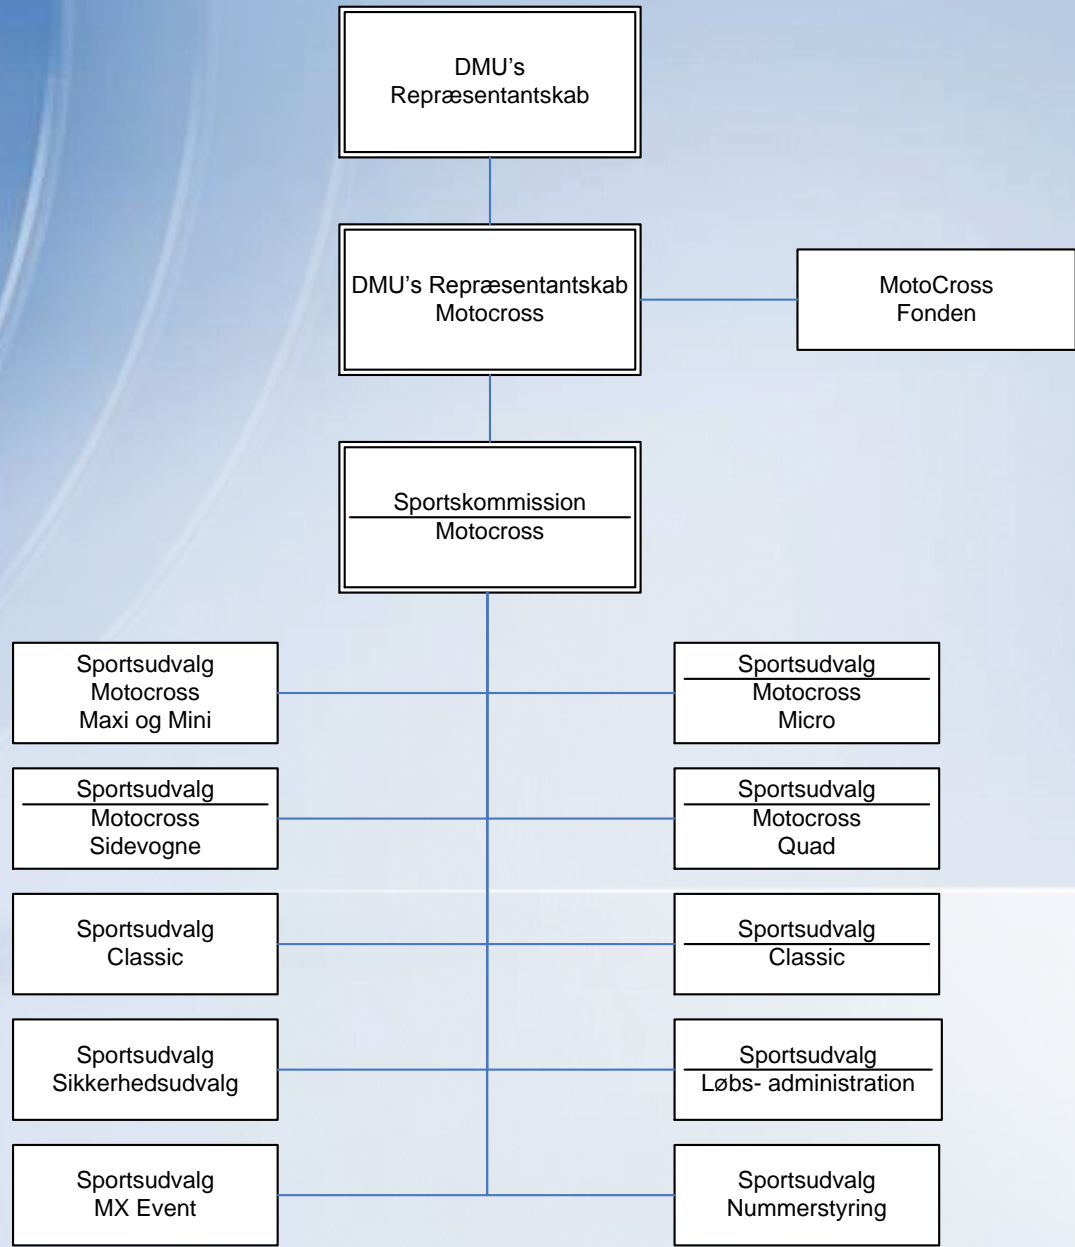 DMU's
Repræsentantskab
DMU's Repræsentantskab
Motocross
MotoCross
Fonden
Sportskommission
Motocross
Sportsudvalg
Motocross
Maxi og Mini
Sportsudvalg
Motocross
Micro
Sportsudvalg
Motocross
Sidevogne
Sportsudvalg
Motocross
Quad
Sportsudvalg
Classic
Sportsudvalg
Classic
Sportsudvalg
Sikkerhedsudvalg
Sportsudvalg
Løbs- administration
Sportsudvalg
MX Event
Sportsudvalg
Nummerstyring